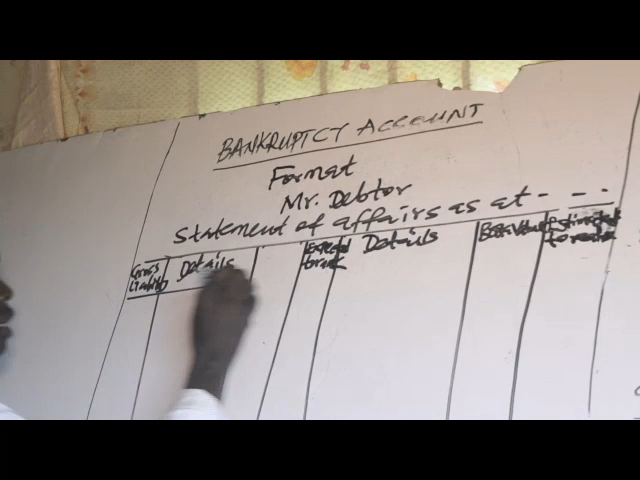 BANKRUPTCY ACCOUNT
Format
Mr. Debtor
Statement of affairs as at - - -
Gross Liability Details Expected to rank Details Book Value Estimated to